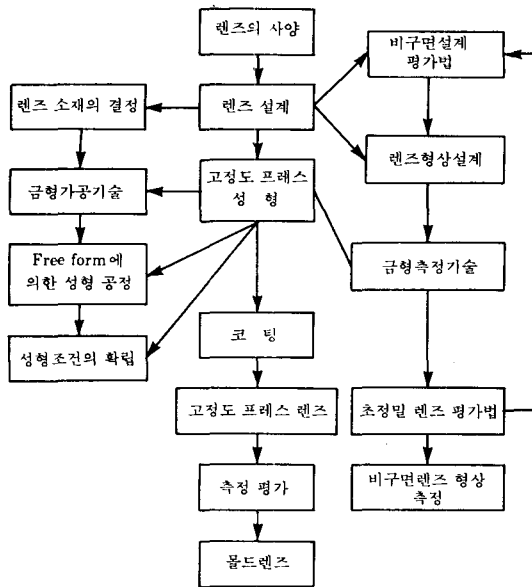 렌즈의 사양
비구면설계
평가법
렌즈 소재의 결정
렌즈 설계
렌즈형상설계
금형가공기술
고정도 프레스
성 형
Free form에
의한 성형 공정
금형측정기술
성형조건의 확립
코 팅
고정도 프레스 렌즈
초정밀 렌즈 평가법
측정 평가
비구면렌즈 형상
측정
몰드렌즈